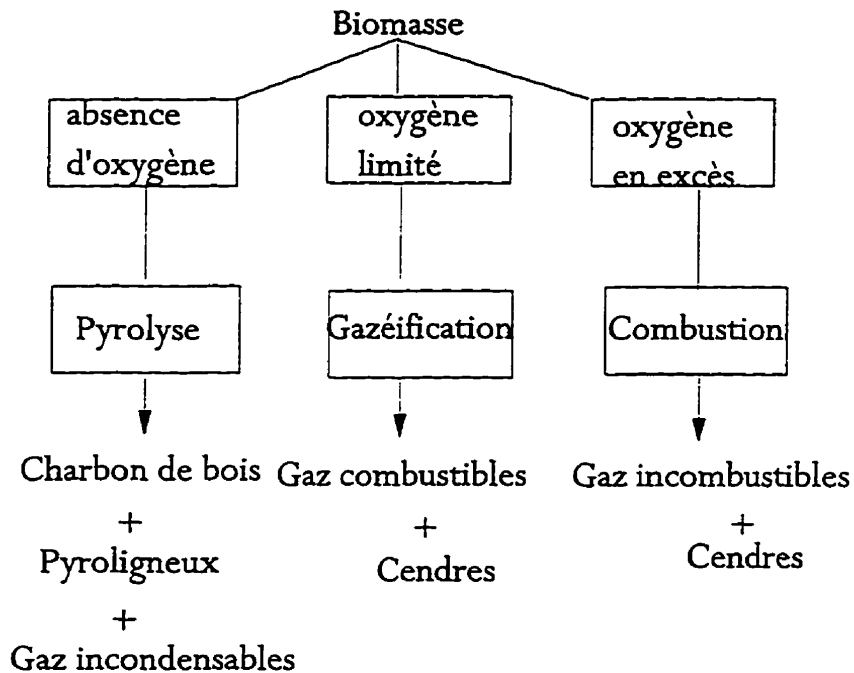 Biomasse
absence
d'oxygène
oxygène
limité
oxygène
en excès
Pyrolyse
Gazéification
Combustion
Charbon de bois
+
Pyroligneux
+
Gaz incondensables
Gaz combustibles
+
Cendres
Gaz incombustibles
+
Cendres